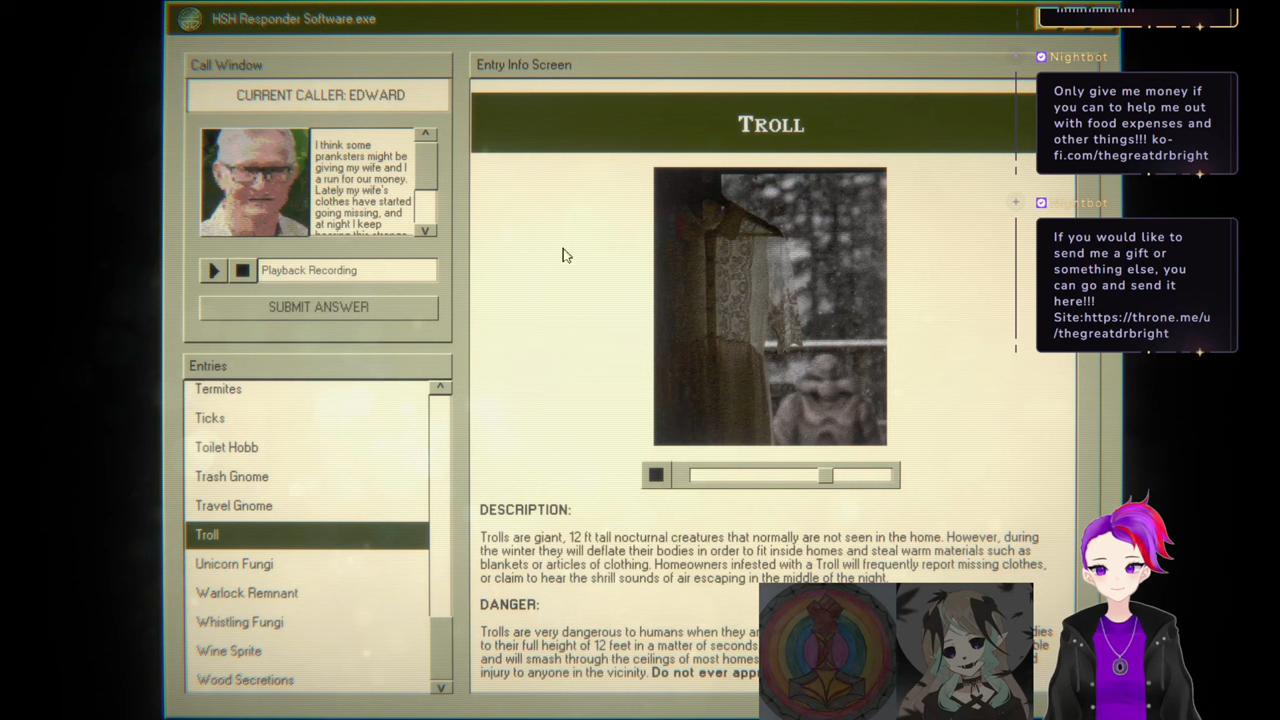 HSH Responder Software.exe
Call Window
CURRENT CALLER: EDWARD
I think some
pranksters might be
giving my wife and I
a run for our money.
Lately my wife's
clothes have started
going missing, and
at night I keep
Playback Recording
SUBMIT ANSWER
Entries
Termites
Ticks
Toilet Hobb
Trash Gnome
Travel Gnome
Troll
Unicorn Fungi
Warlock Remnant
Whistling Fungi
Wine Sprite
Wood Secretions
Entry Info Screen
TROLL
DESCRIPTION:
Trolls are giant, 12 ft tall nocturnal creatures that normally are not seen in the home. However, during
the winter they will deflate their bodies in order to fit inside homes and steal warm materials such as
blankets or articles of clothing. Homeowners infested with a Troll will frequently report missing clothes,
or claim to hear the shrill sounds of air escaping in the middle of the night.
DANGER:
Trolls are very dangerous to humans when they
to their full height of 12 feet in a matter of seconds
and will smash through the ceilings of most homes
injury to anyone in the vicinity. Do not ever
Nightbot
Only give me money if
you can to help me out
with food expenses and
other things!!! ko-
fi.com/thegreatdrbright
Nightbot
If you would like to
send me a gift or
something else, you
can go and send it
here!!!
Site:https://throne.me/u
/thegreatdrbright